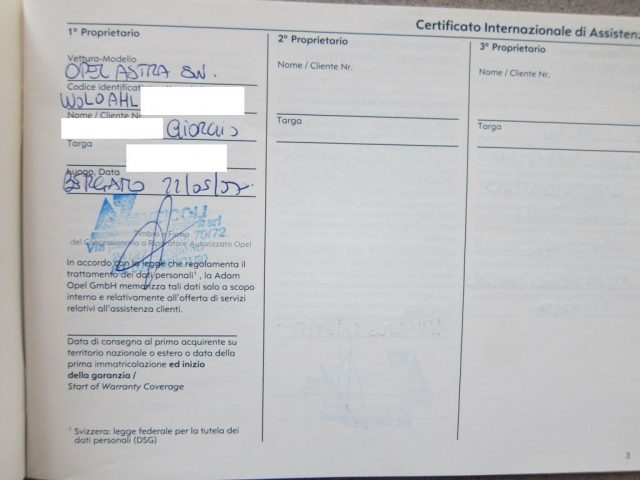 Certificato Internazionale di Assisten
1° Proprietario
Vettura-Modello
OPEL ASTRA SW.
Codice identificat
W0L0AHL
Nome / Cliente Nr
Giorgio
Targa
Luogo, Data
BERGAMO 22/05/07
Timbro e Firma
del Concessionario o Riparatore Autorizzato Opel
In accordo con la legge che regolamenta il
trattamento dei dati personali¹, la Adam
Opel GmbH memorizza tali dati solo a scopo
interno e relativamente all'offerta di servizi
relativi all'assistenza clienti.
Data di consegna al primo acquirente su
territorio nazionale o estero o data della
prima immatricolazione ed inizio
della garanzia /
Start of Warranty Coverage
¹ Svizzera: legge federale per la tutela dei
dati personali (DSG)
2° Proprietario
Nome / Cliente Nr.
Targa
3° Proprietario
Nome / Cliente Nr.
Targa
3